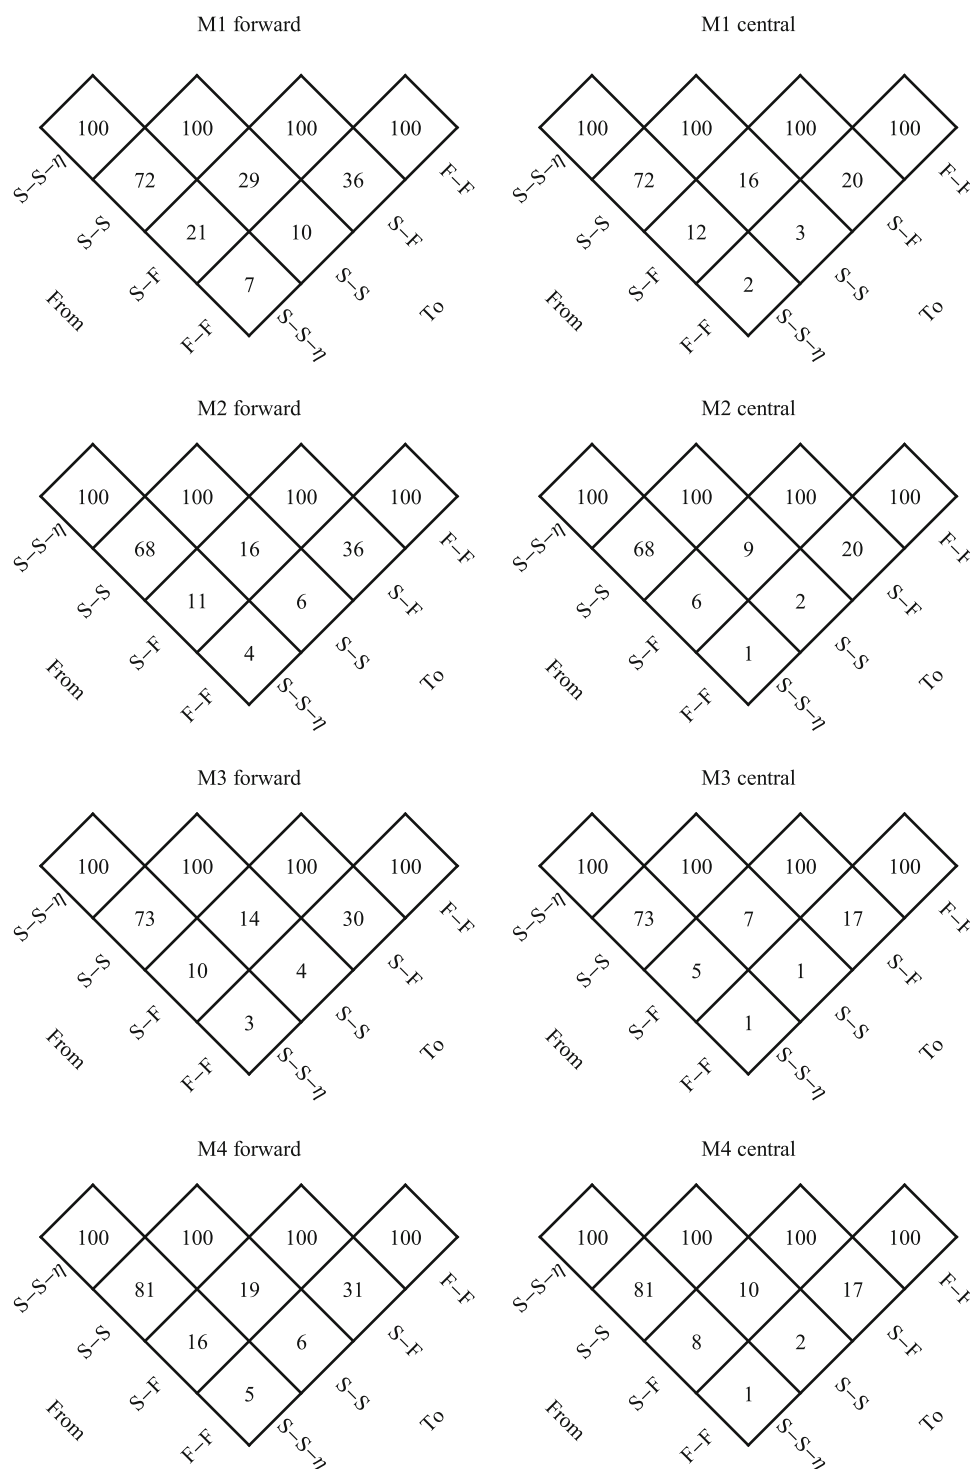 M1 forward
M1 central
100 100 100 100
100 100 100 100
S–S–η 72 29 36 F–F
S–S–η 72 16 20 F–F
S–S 21 10 S–F
S–S 12 3 S–F
From S–F 7 S–S To
From S–F 2 S–S To
F–F S–S–η
F–F S–S–η
M2 forward
M2 central
100 100 100 100
100 100 100 100
S–S–η 68 16 36 F–F
S–S–η 68 9 20 F–F
S–S 11 6 S–F
S–S 6 2 S–F
From S–F 4 S–S To
From S–F 1 S–S To
F–F S–S–η
F–F S–S–η
M3 forward
M3 central
100 100 100 100
100 100 100 100
S–S–η 73 14 30 F–F
S–S–η 73 7 17 F–F
S–S 10 4 S–F
S–S 5 1 S–F
From S–F 3 S–S To
From S–F 1 S–S To
F–F S–S–η
F–F S–S–η
M4 forward
M4 central
100 100 100 100
100 100 100 100
S–S–η 81 19 31 F–F
S–S–η 81 10 17 F–F
S–S 16 6 S–F
S–S 8 2 S–F
From S–F 5 S–S To
From S–F 1 S–S To
F–F S–S–η
F–F S–S–η